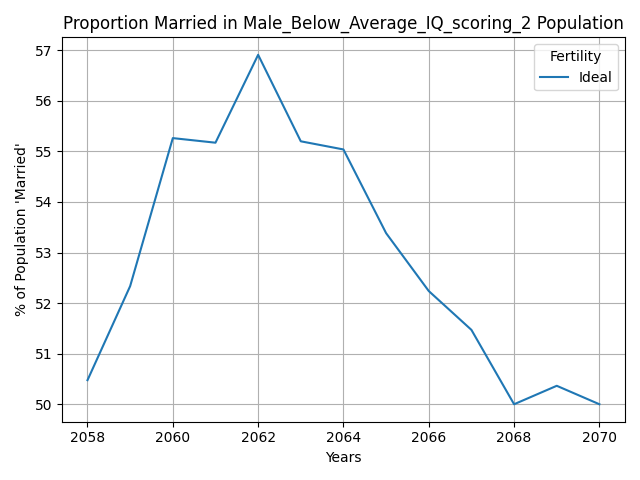 Proportion Married in Male_Below_Average_IQ_scoring_2 Population
% of Population 'Married'
57
56
55
54
53
52
51
50
Fertility
Ideal
2058 2060 2062 2064 2066 2068 2070
Years